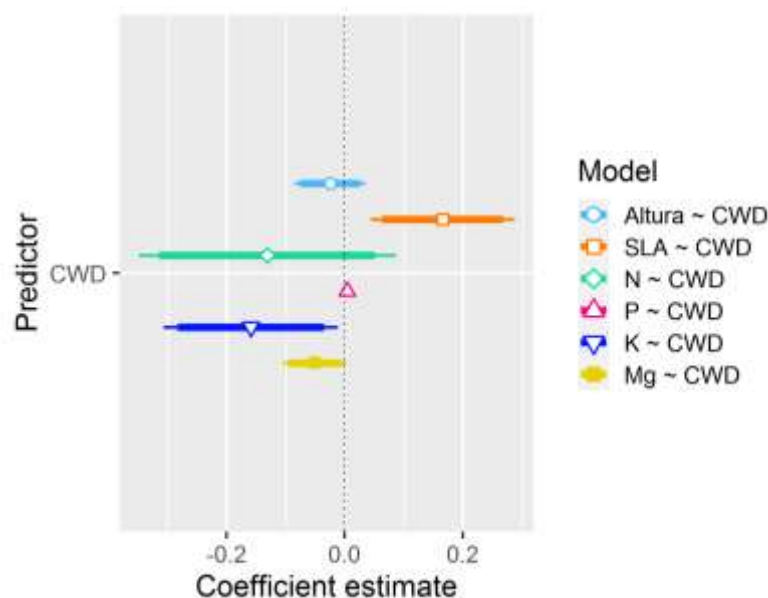 Predictor
CWD
-0.2
0.0
0.2
Coefficient estimate
Model
Altura ~ CWD
SLA ~ CWD
N ~ CWD
P ~ CWD
K ~ CWD
Mg ~ CWD